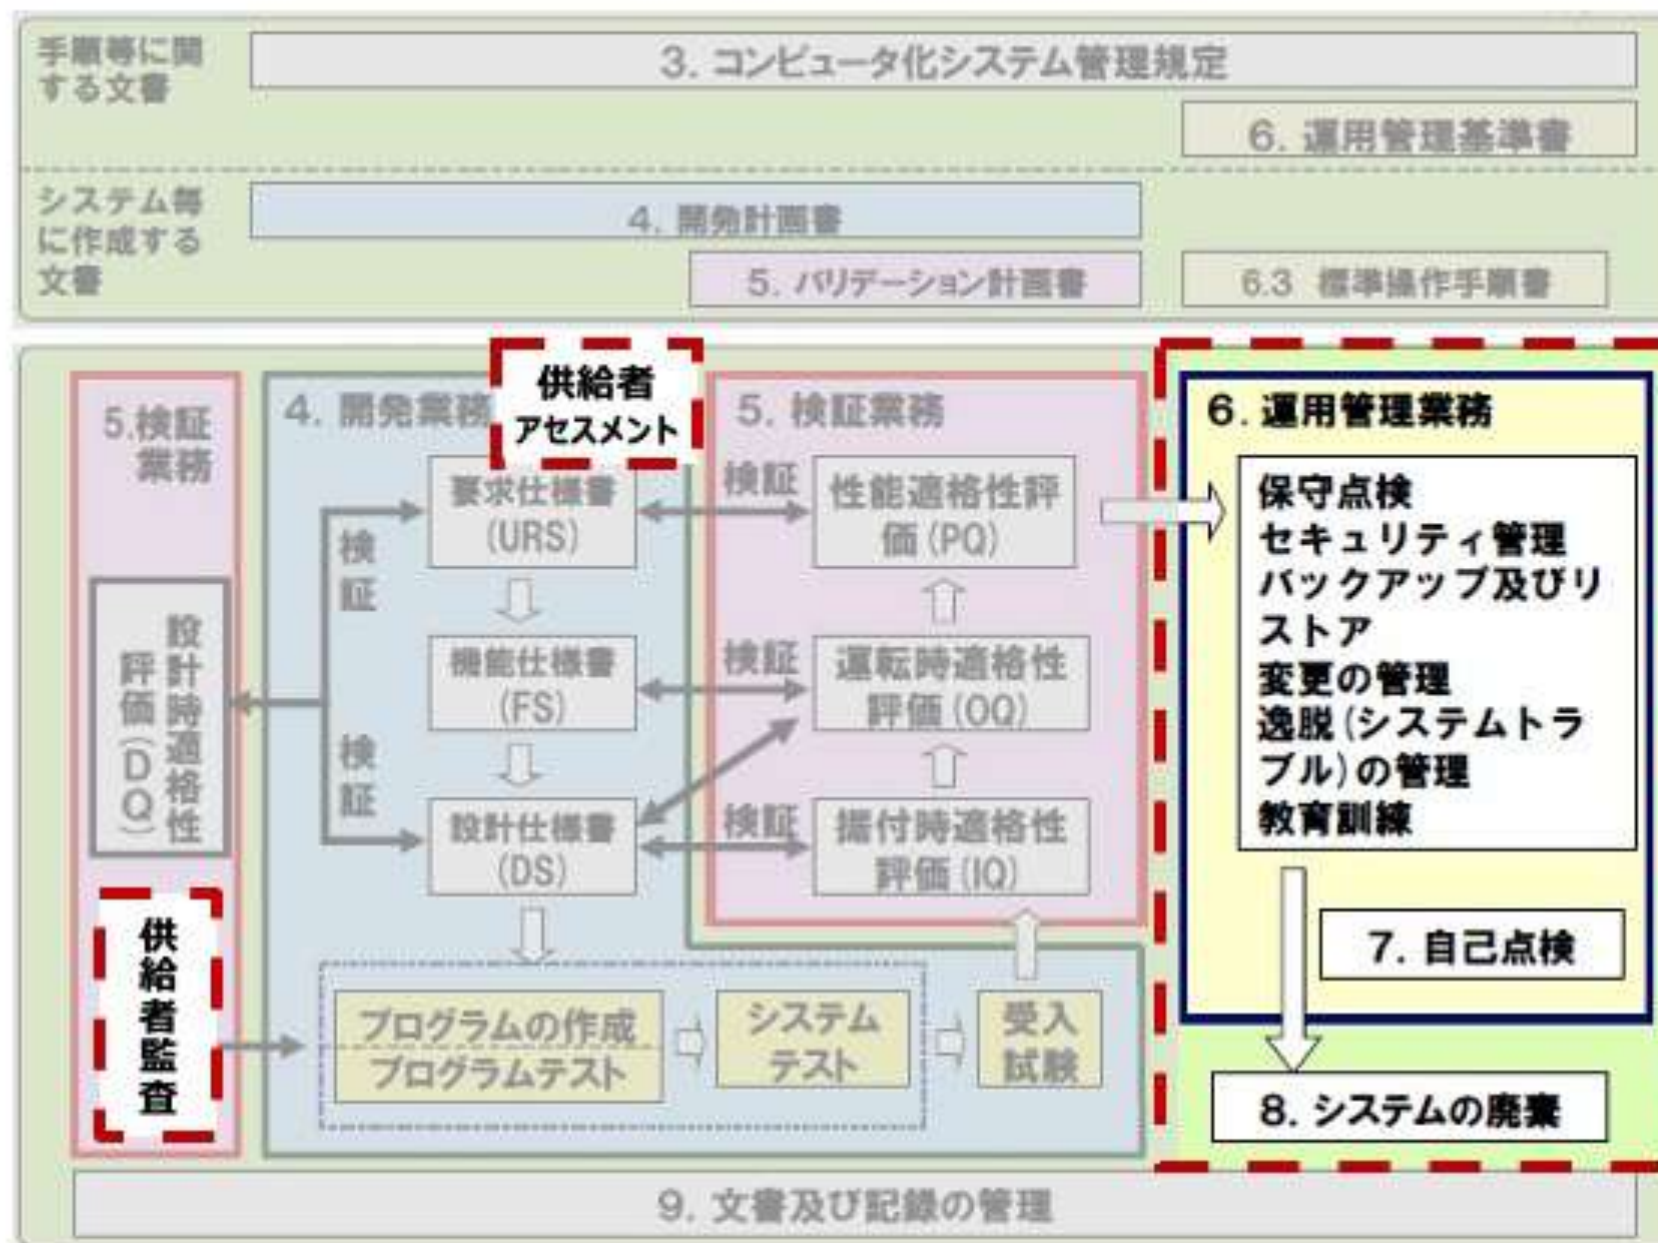 手順等に関
する文書
3. コンピュータ化システム管理規定
6. 運用管理基準書
システム毎
に作成する
文書
4. 開発計画書
5. バリデーション計画書
6.3 標準操作手順書
5.検証
業務
4. 開発業務
供給者
アセスメント
5. 検証業務
6. 運用管理業務
要求仕様書
(URS)
検証
性能適格性評
価(PQ)
保守点検
セキュリティ管理
バックアップ及びリ
ストア
変更の管理
逸脱(システムトラ
ブル)の管理
教育訓練
検証
設計時適格性
評価(DQ)
機能仕様書
(FS)
検証
運転時適格性
評価(OQ)
検証
設計仕様書
(DS)
検証
据付時適格性
評価(IQ)
7. 自己点検
供給者監査
プログラムの作成
プログラムテスト
システム
テスト
受入
試験
8. システムの廃棄
9. 文書及び記録の管理